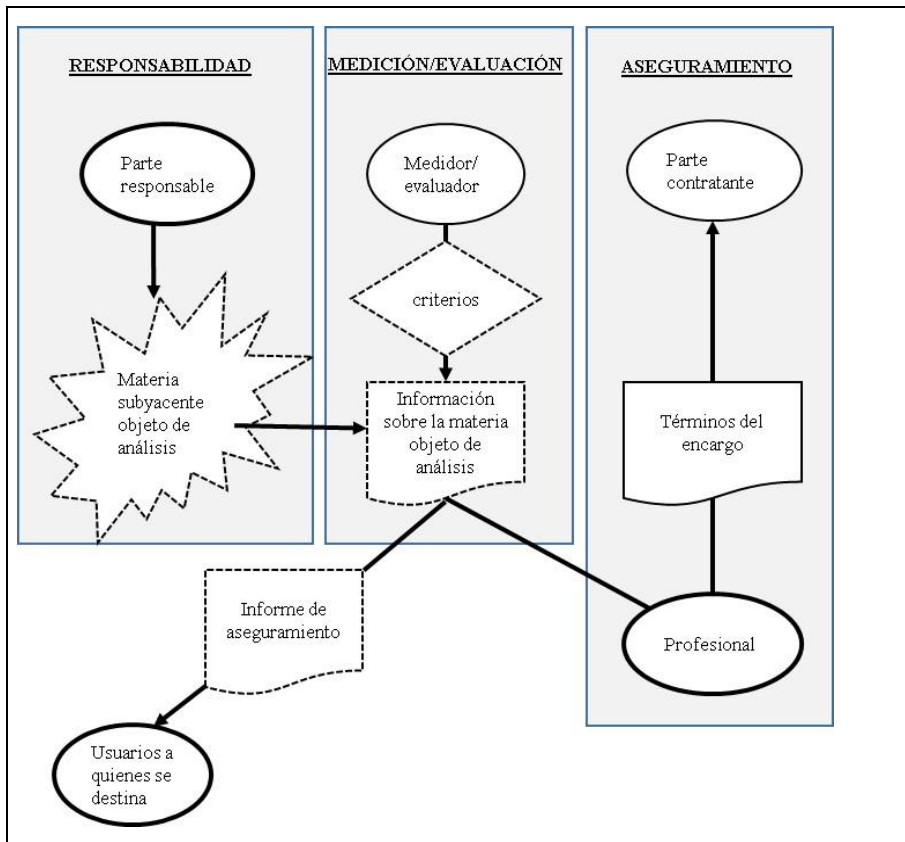 RESPONSABILIDAD
MEDICIÓN/EVALUACIÓN
ASEGURAMIENTO
Parte
responsable
Medidor/
evaluador
Parte
contratante
criterios
Materia
subyacente
objeto de
análisis
Información
sobre la materia
objeto de
análisis
Términos del
encargo
Informe de
aseguramiento
Profesional
Usuarios a
quienes se
destina